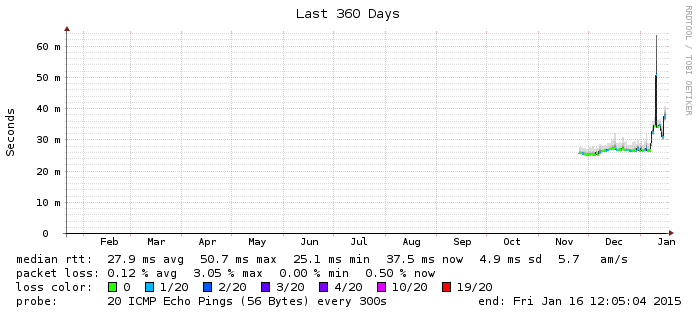 Last 360 Days
RRDTOOL / TOBI OETIKER
Seconds
60 m
50 m
40 m
30 m
20 m
10 m
0
Feb Mar Apr May Jun Jul Aug Sep Oct Nov Dec Jan
median rtt: 27.9 ms avg 50.7 ms max 25.1 ms min 37.5 ms now 4.9 ms sd 5.7 am/s
packet loss: 0.12 % avg 3.05 % max 0.00 % min 0.50 % now
loss color: 0 1/20 2/20 3/20 4/20 10/20 19/20
probe: 20 ICMP Echo Pings (56 Bytes) every 300s end: Fri Jan 16 12:05:04 2015